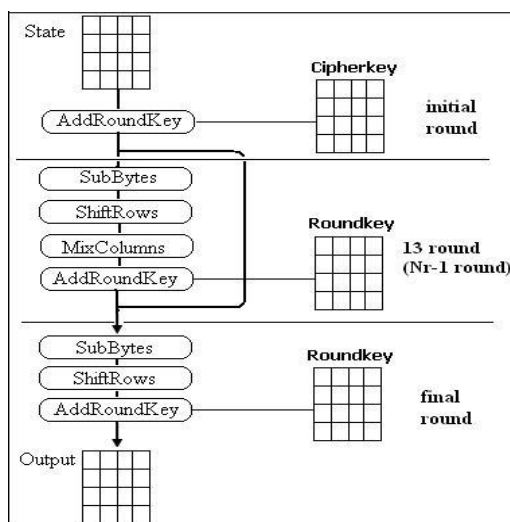 State
Cipherkey
AddRoundKey
initial
round
SubBytes
ShiftRows
MixColumns
AddRoundKey
Roundkey
13 round
(Nr-1 round)
SubBytes
ShiftRows
AddRoundKey
Roundkey
final
round
Output